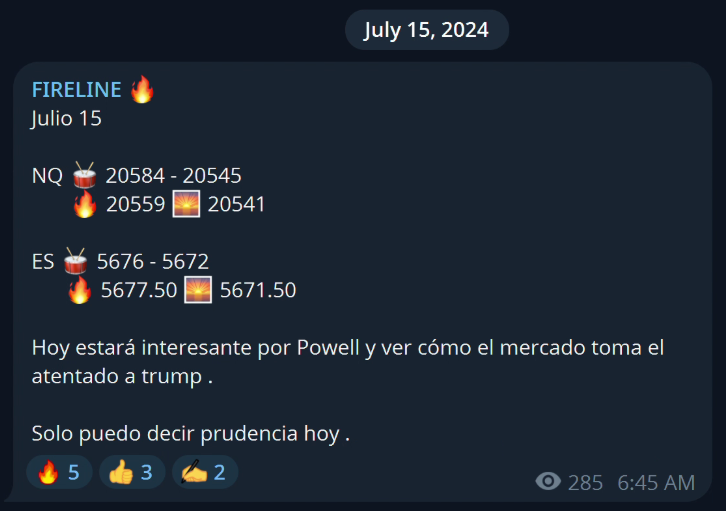 July 15, 2024
FIRELINE 🔥
Julio 15
NQ 🥁 20584 - 20545
🔥 20559 🌅 20541
ES 🥁 5676 - 5672
🔥 5677.50 🌅 5671.50
Hoy estará interesante por Powell y ver cómo el mercado toma el
atentado a trump .
Solo puedo decir prudencia hoy .
🔥 5 👍 3 ✍️ 2
285 6:45 AM